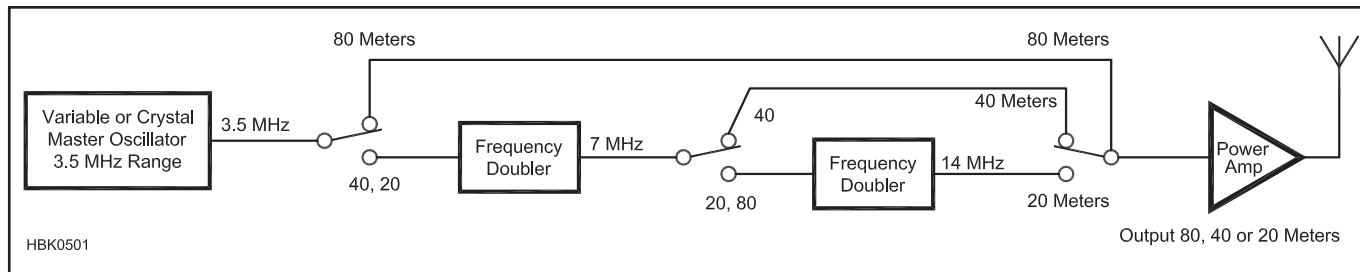 80 Meters
80 Meters
Variable or Crystal
Master Oscillator
3.5 MHz Range
3.5 MHz
40, 20
Frequency
Doubler
7 MHz
40
20, 80
40 Meters
Frequency
Doubler
14 MHz
20 Meters
Power
Amp
Output 80, 40 or 20 Meters
HBK0501